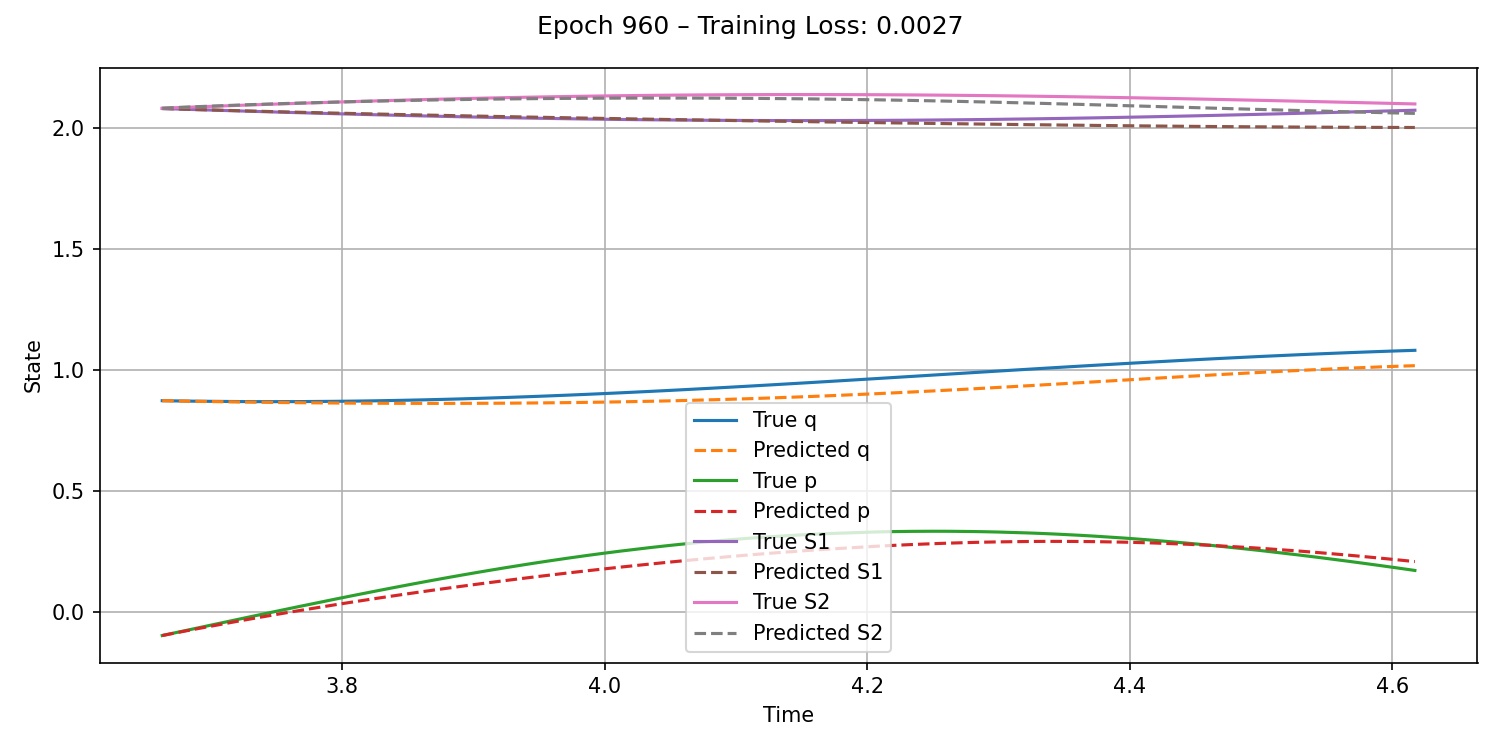 Epoch 960 – Training Loss: 0.0027
State
2.0
1.5
1.0
0.5
0.0
True q
Predicted q
True p
Predicted p
True S1
Predicted S1
True S2
Predicted S2
3.8 4.0 4.2 4.4 4.6
Time